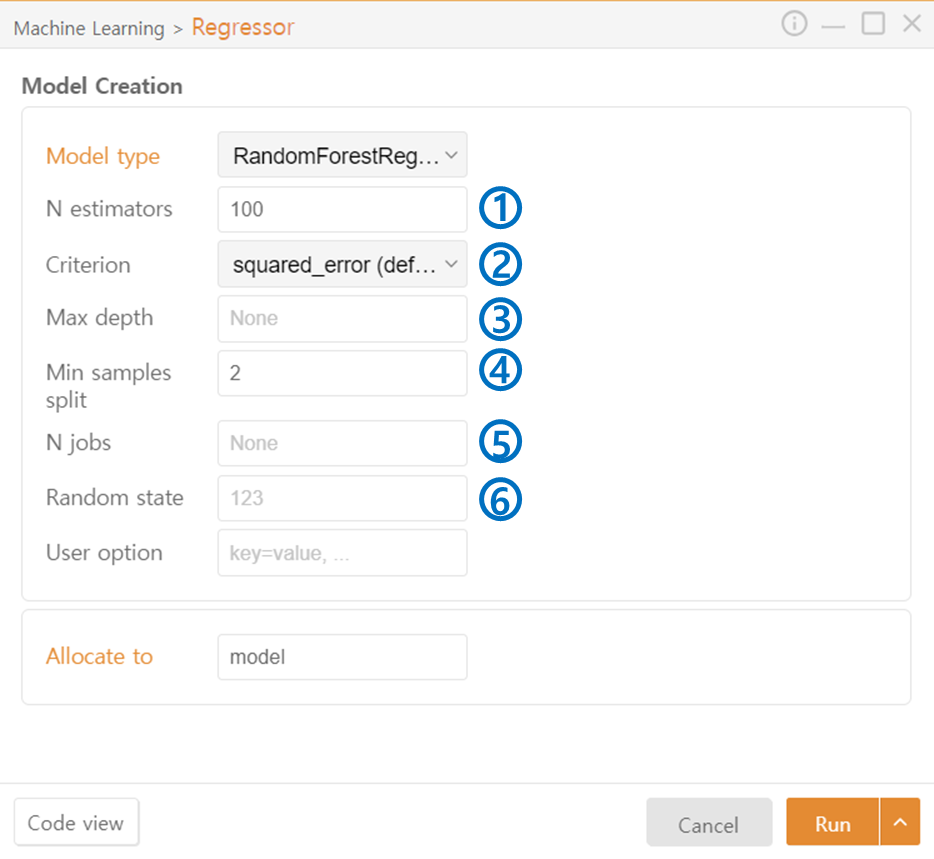 Machine Learning > Regressor
Model Creation
Model type RandomForestReg...
N estimators 100 ①
Criterion squared_error (def... ②
Max depth None ③
Min samples split 2 ④
N jobs None ⑤
Random state 123 ⑥
User option key=value, ...
Allocate to model
Code view Cancel Run